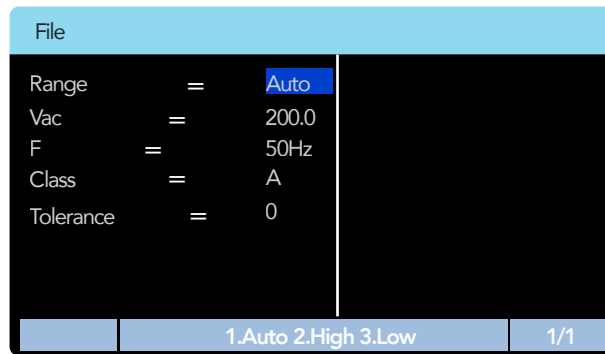 File
Range = Auto
Vac = 200.0
F = 50Hz
Class = A
Tolerance = 0
1.Auto 2.High 3.Low 1/1